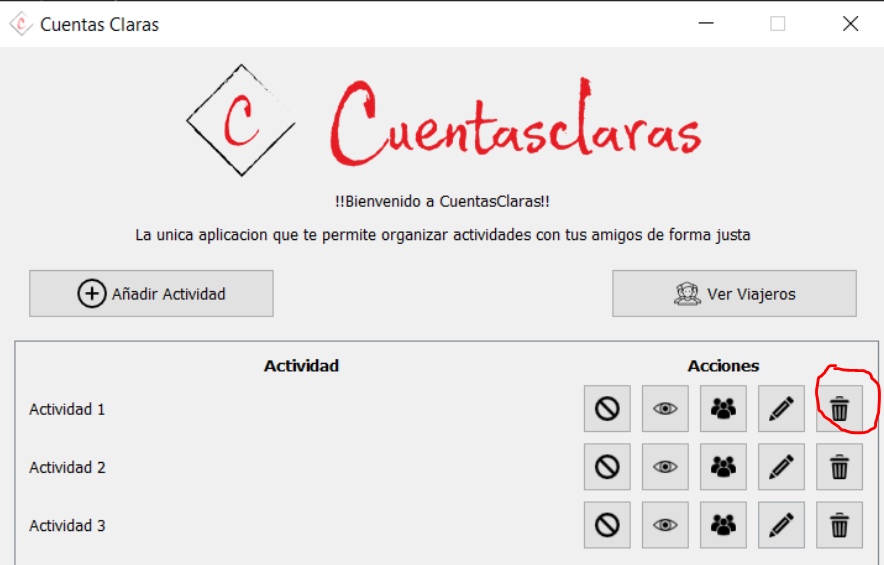 Cuentas Claras
C Cuentasclaras
!!Bienvenido a CuentasClaras!!
La unica aplicacion que te permite organizar actividades con tus amigos de forma justa
Añadir Actividad
Ver Viajeros
Actividad Acciones
Actividad 1
Actividad 2
Actividad 3